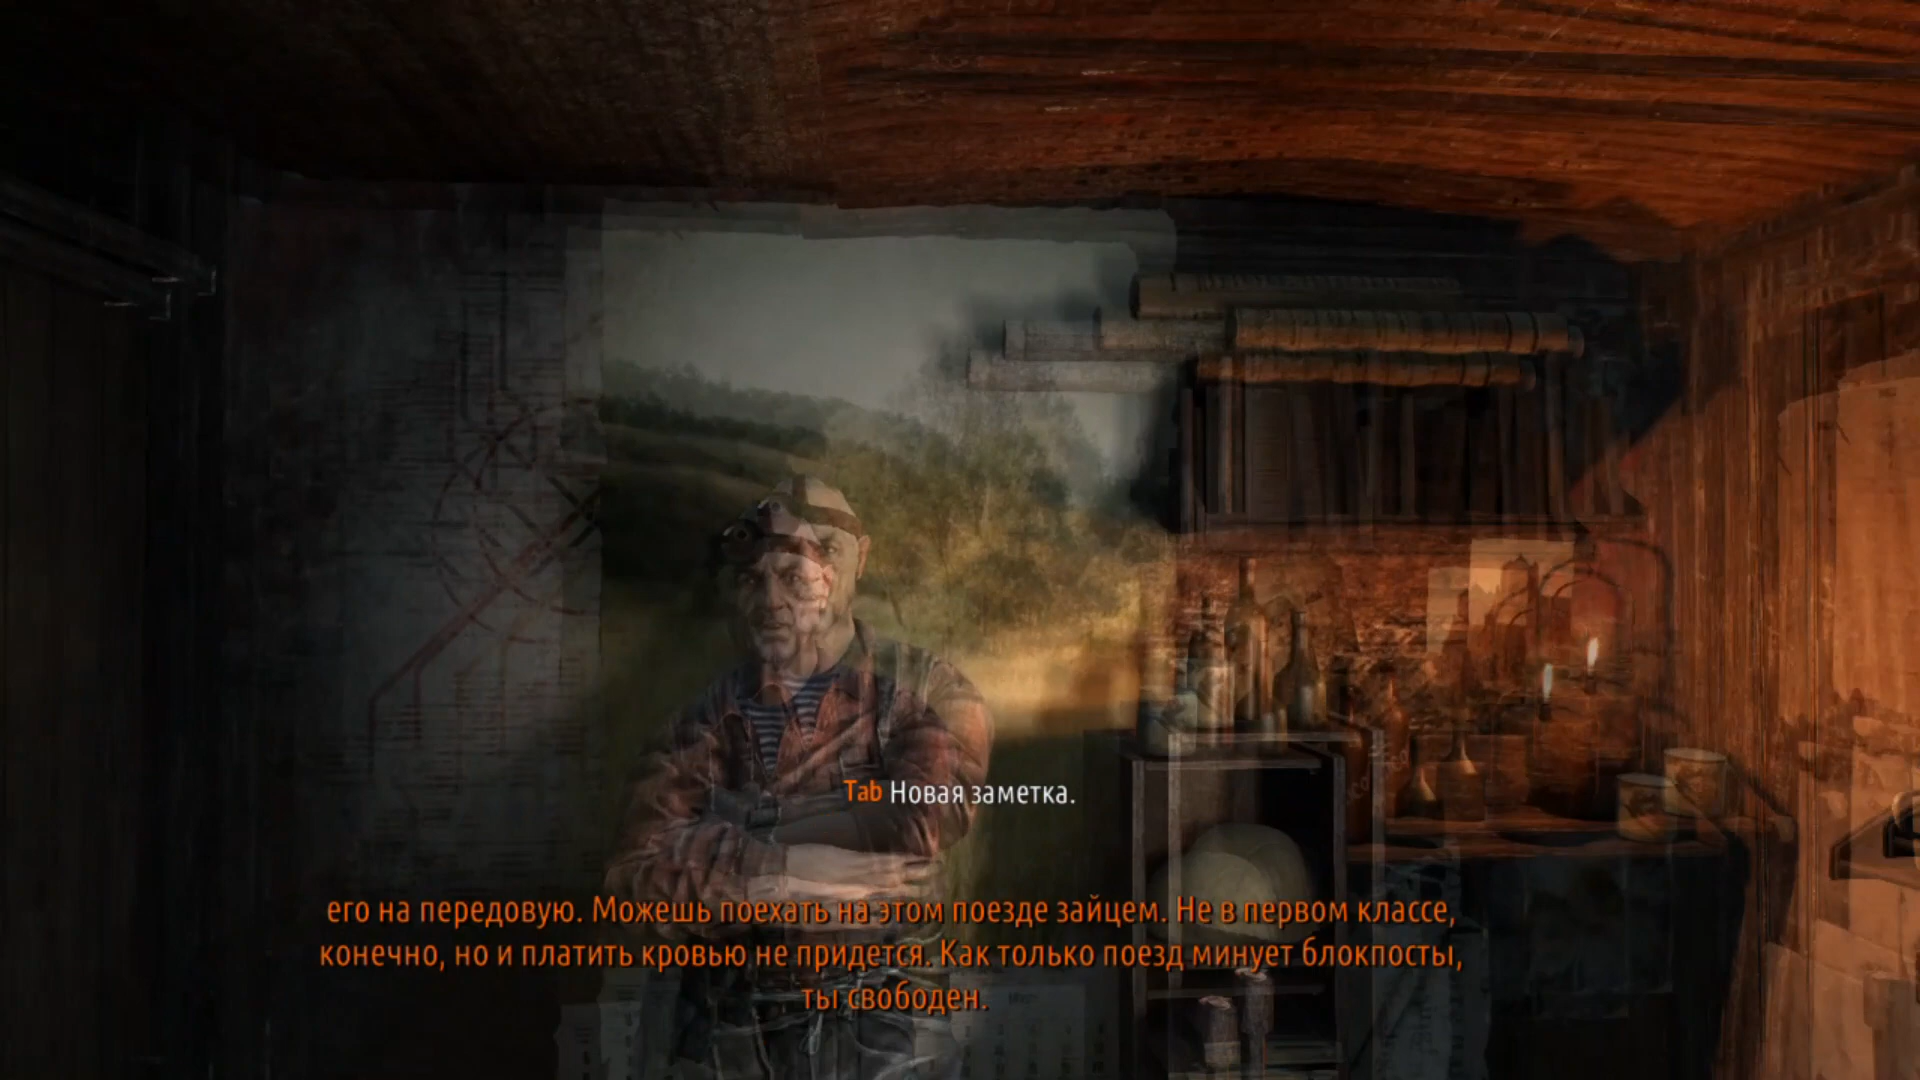 Tab Новая заметка.
его на передовую. Можешь поехать на этом поезде зайцем. Не в первом классе,
конечно, но и платить кровью не придется. Как только поезд минует блокпосты,
ты свободен.